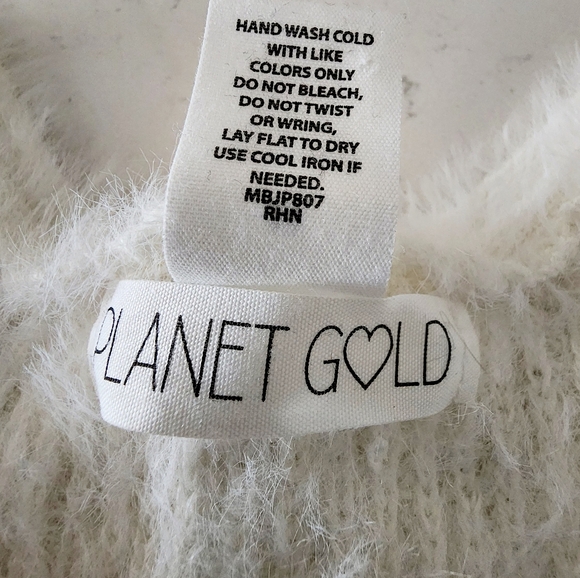 HAND WASH COLD
WITH LIKE
COLORS ONLY
DO NOT BLEACH,
DO NOT TWIST
OR WRING,
LAY FLAT TO DRY
USE COOL IRON IF
NEEDED.
MBJP807
RHN
PLANET G♡LD